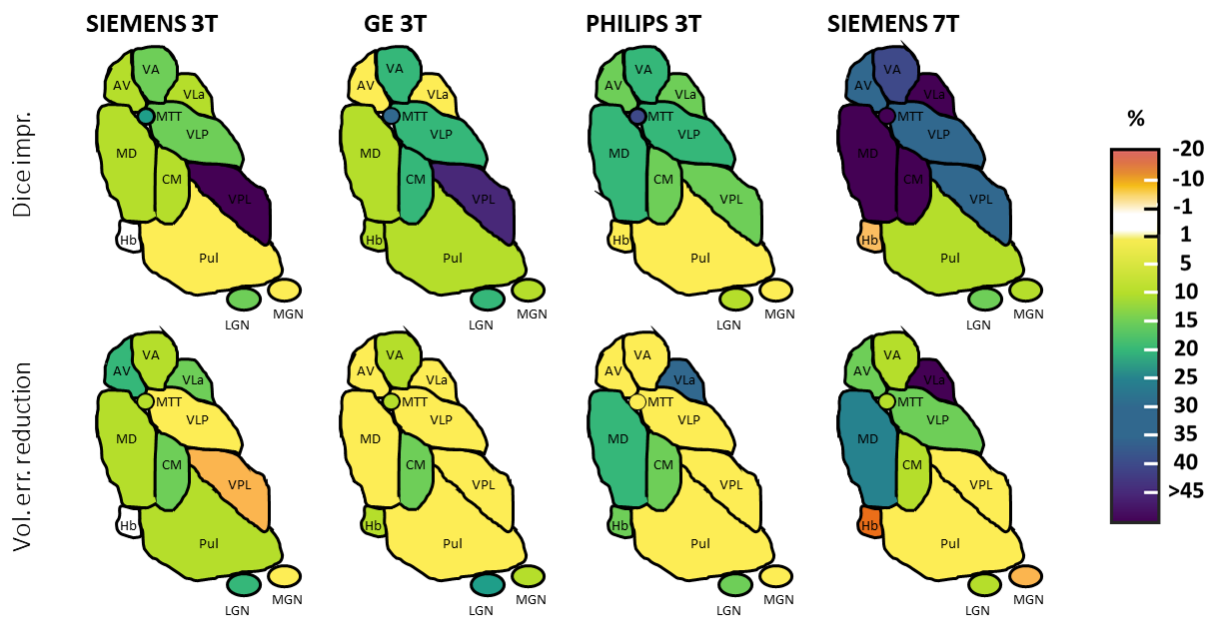 SIEMENS 3T GE 3T PHILIPS 3T SIEMENS 7T
Dice impr.
AV VA VLa MTT VLP MD CM VPL Hb Pul LGN MGN
AV VA VLa MTT VLP MD CM VPL Hb Pul LGN MGN
AV VA VLa MTT VLP MD CM VPL Hb Pul LGN MGN
AV VA VLa MTT VLP MD CM VPL Hb Pul LGN MGN
Vol. err. reduction
AV VA VLa MTT VLP MD CM VPL Hb Pul LGN MGN
AV VA VLa MTT VLP MD CM VPL Hb Pul LGN MGN
AV VA VLa MTT VLP MD CM VPL Hb Pul LGN MGN
AV VA VLa MTT VLP MD CM VPL Hb Pul LGN MGN
%
-20
-10
-1
1
5
10
15
20
25
30
35
40
>45